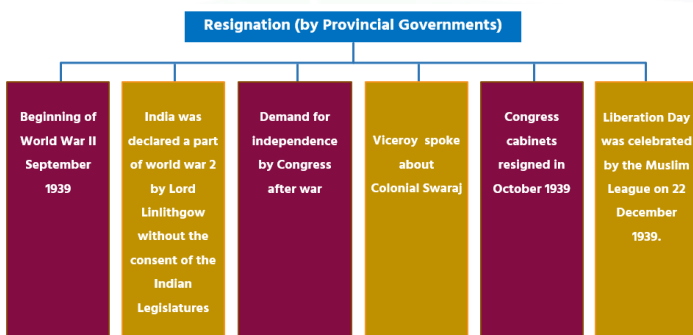 Resignation (by Provincial Governments)
Beginning of
World War II
September
1939
India was
declared a part
of world war 2
by Lord
Linlithgow
without the
consent of the
Indian
Legislatures
Demand for
independence
by Congress
after war
Viceroy spoke
about
Colonial Swaraj
Congress
cabinets
resigned in
October 1939
Liberation Day
was celebrated
by the Muslim
League on 22
December
1939.